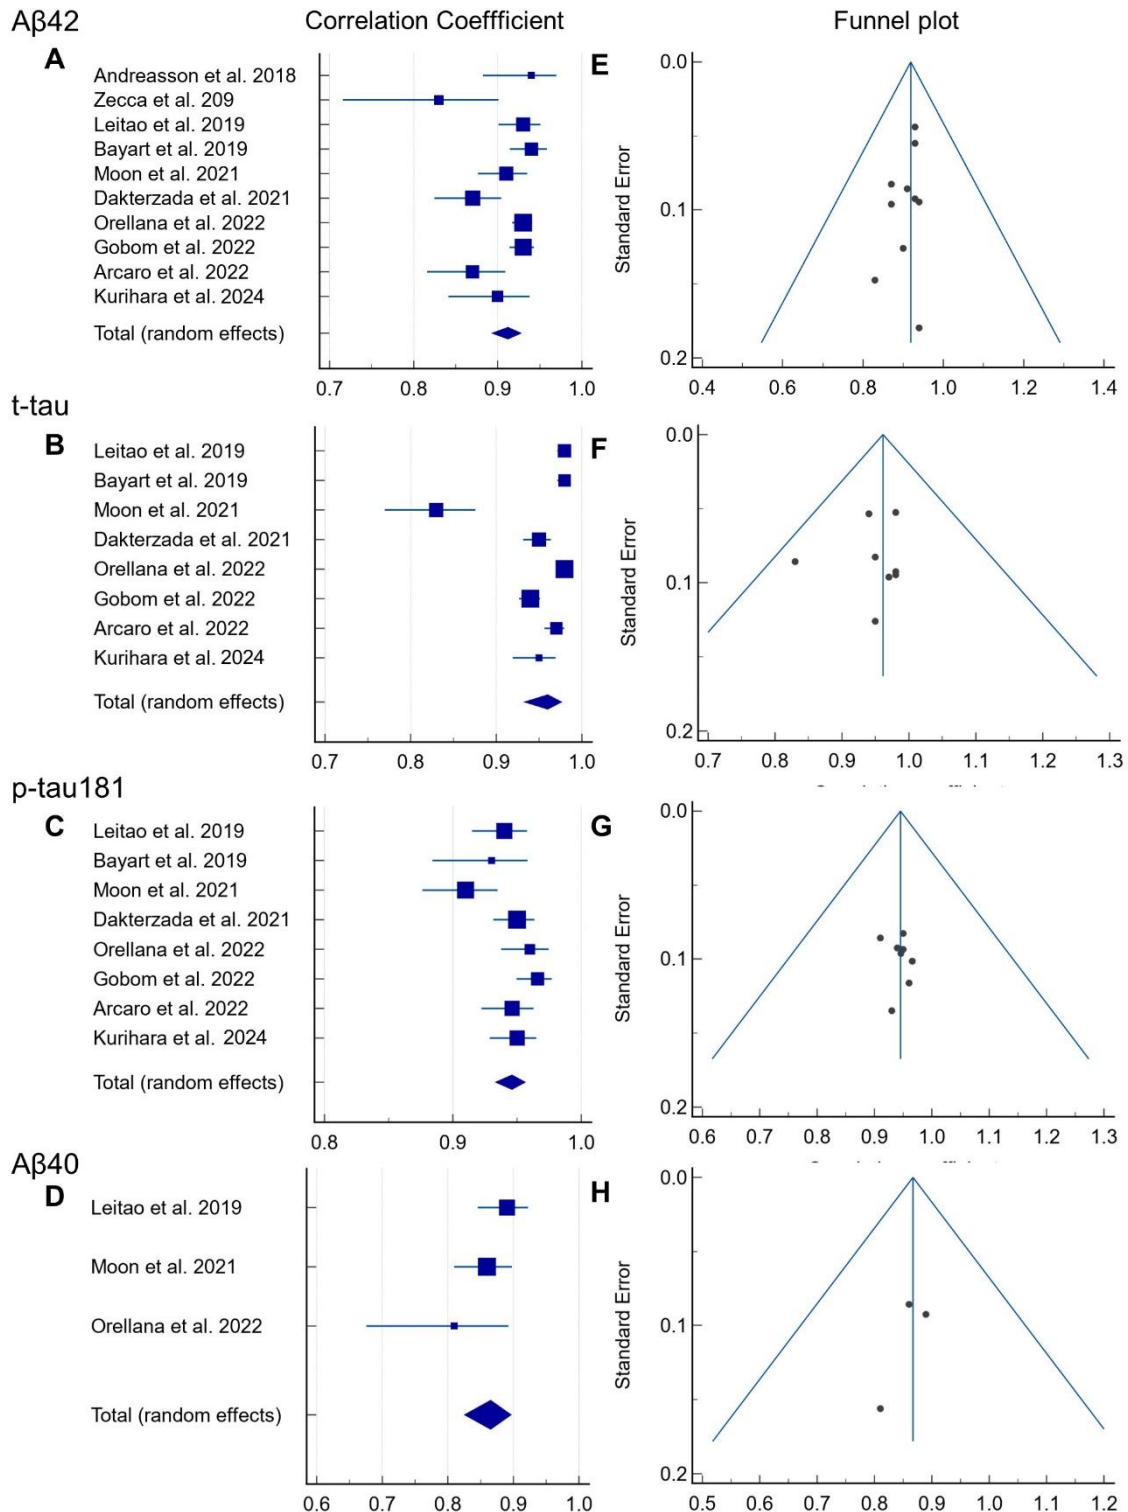 Aβ42
Correlation Coeffficient
Funnel plot
A
Andreasson et al. 2018
Zecca et al. 209
Leitao et al. 2019
Bayart et al. 2019
Moon et al. 2021
Dakterzada et al. 2021
Orellana et al. 2022
Gobom et al. 2022
Arcaro et al. 2022
Kurihara et al. 2024
Total (random effects)
0.7 0.8 0.9 1.0
E
Standard Error
0.0
0.1
0.2
0.4 0.6 0.8 1.0 1.2 1.4
t-tau
B
Leitao et al. 2019
Bayart et al. 2019
Moon et al. 2021
Dakterzada et al. 2021
Orellana et al. 2022
Gobom et al. 2022
Arcaro et al. 2022
Kurihara et al. 2024
Total (random effects)
0.7 0.8 0.9 1.0
F
Standard Error
0.0
0.1
0.2
0.7 0.8 0.9 1.0 1.1 1.2 1.3
p-tau181
C
Leitao et al. 2019
Bayart et al. 2019
Moon et al. 2021
Dakterzada et al. 2021
Orellana et al. 2022
Gobom et al. 2022
Arcaro et al. 2022
Kurihara et al. 2024
Total (random effects)
0.8 0.9 1.0
G
Standard Error
0.0
0.1
0.2
0.6 0.7 0.8 0.9 1.0 1.1 1.2 1.3
Aβ40
D
Leitao et al. 2019
Moon et al. 2021
Orellana et al. 2022
Total (random effects)
0.6 0.7 0.8 0.9 1.0
H
Standard Error
0.0
0.1
0.2
0.5 0.6 0.7 0.8 0.9 1.0 1.1 1.2